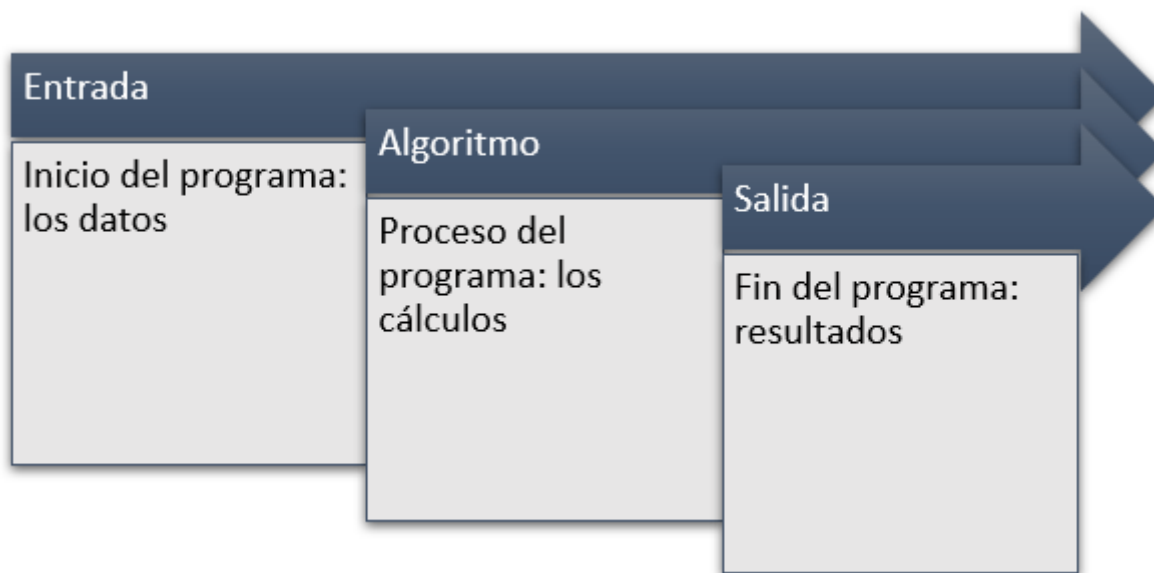 Entrada
Inicio del programa:
los datos
Algoritmo
Proceso del
programa: los
cálculos
Salida
Fin del programa:
resultados